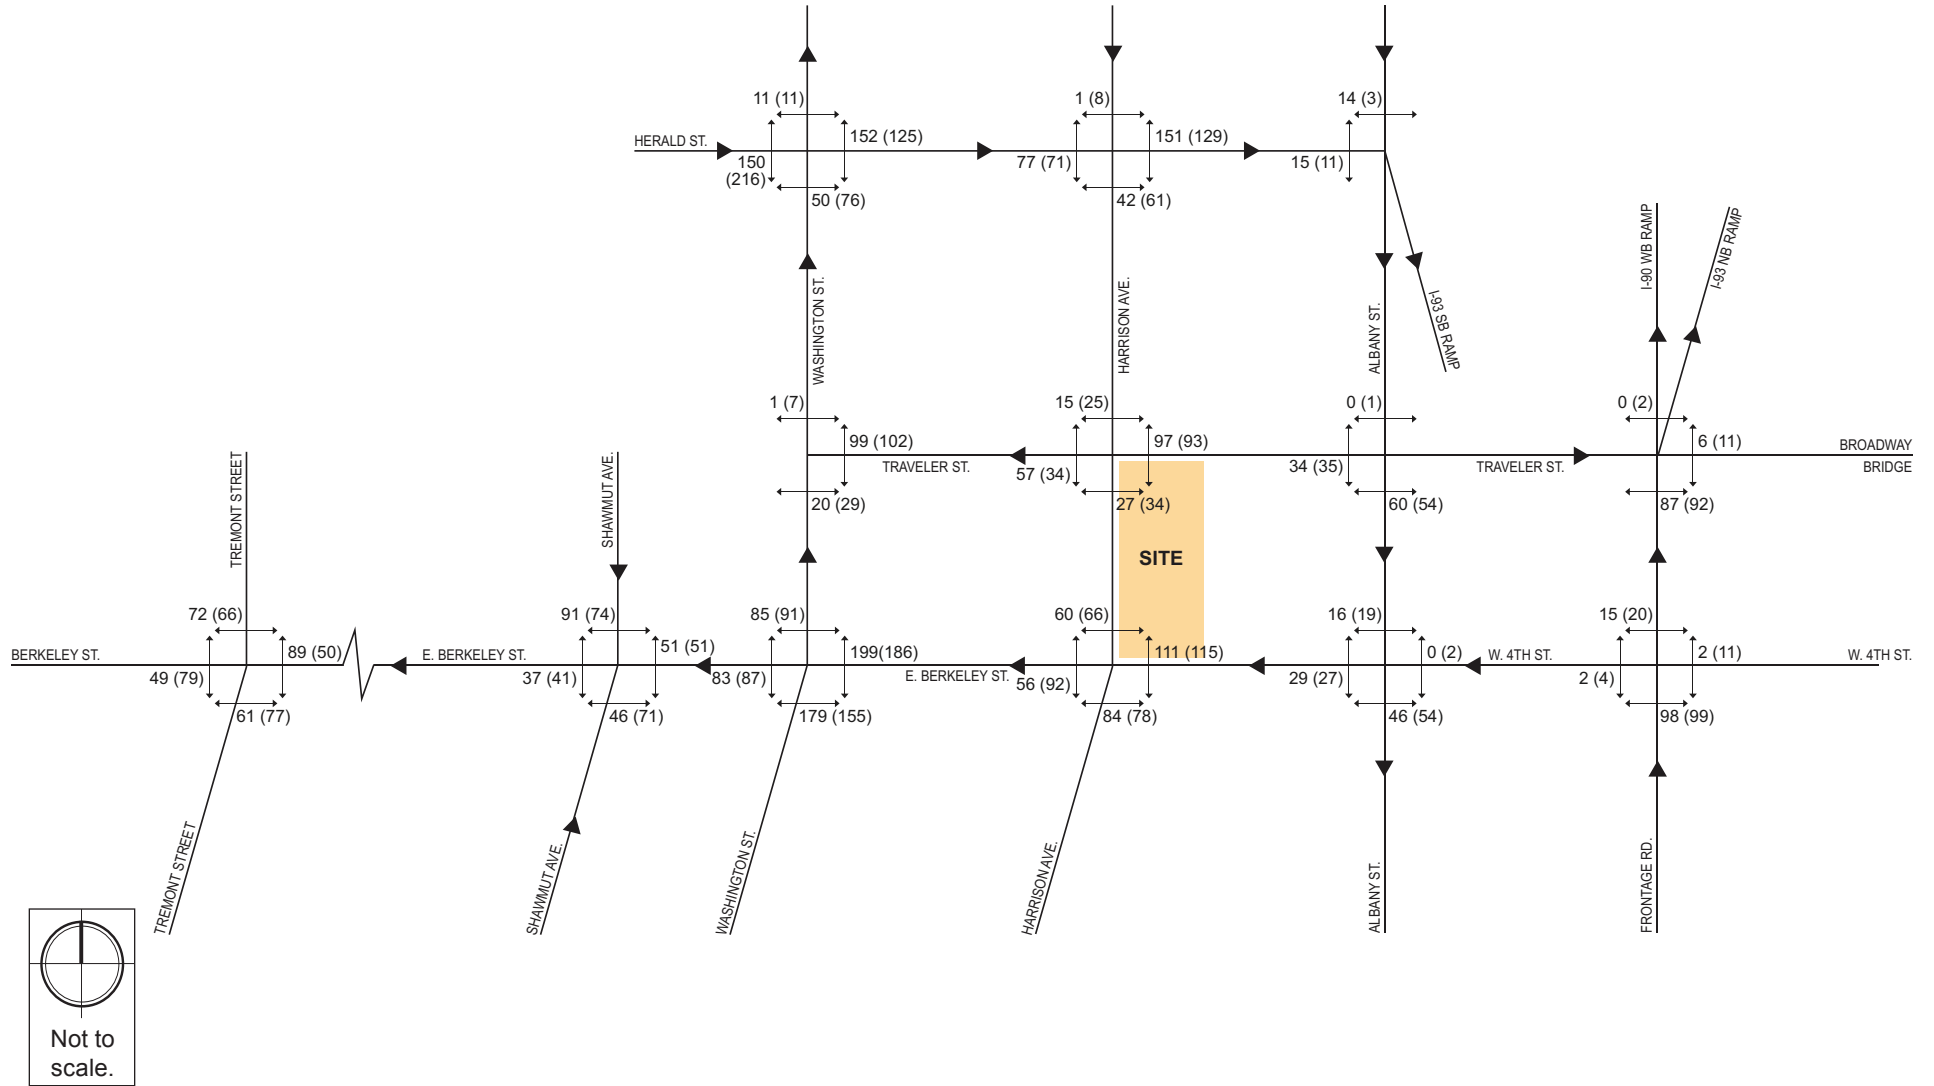 11 (11)
1 (8)
14 (3)
HERALD ST.
152 (125)
151 (129)
150
(216)
77 (71)
15 (11)
50 (76)
42 (61)
WASHINGTON ST.
HARRISON AVE.
ALBANY ST.
I-93 SB RAMP
I-90 WB RAMP
I-93 NB RAMP
1 (7)
15 (25)
0 (1)
0 (2)
99 (102)
97 (93)
6 (11)
BROADWAY
BRIDGE
TRAVELER ST.
57 (34)
34 (35)
TRAVELER ST.
20 (29)
27 (34)
60 (54)
87 (92)
TREMONT STREET
SHAWMUT AVE.
SITE
72 (66)
91 (74)
85 (91)
60 (66)
16 (19)
15 (20)
BERKELEY ST.
89 (50)
E. BERKELEY ST.
51 (51)
199(186)
111 (115)
0 (2)
W. 4TH ST.
2 (11)
W. 4TH ST.
49 (79)
37 (41)
83 (87)
E. BERKELEY ST.
56 (92)
29 (27)
2 (4)
61 (77)
46 (71)
179 (155)
84 (78)
46 (54)
98 (99)
TREMONT STREET
SHAWMUT AVE.
WASHINGTON ST.
HARRISON AVE.
ALBANY ST.
FRONTAGE RD.
Not to
scale.